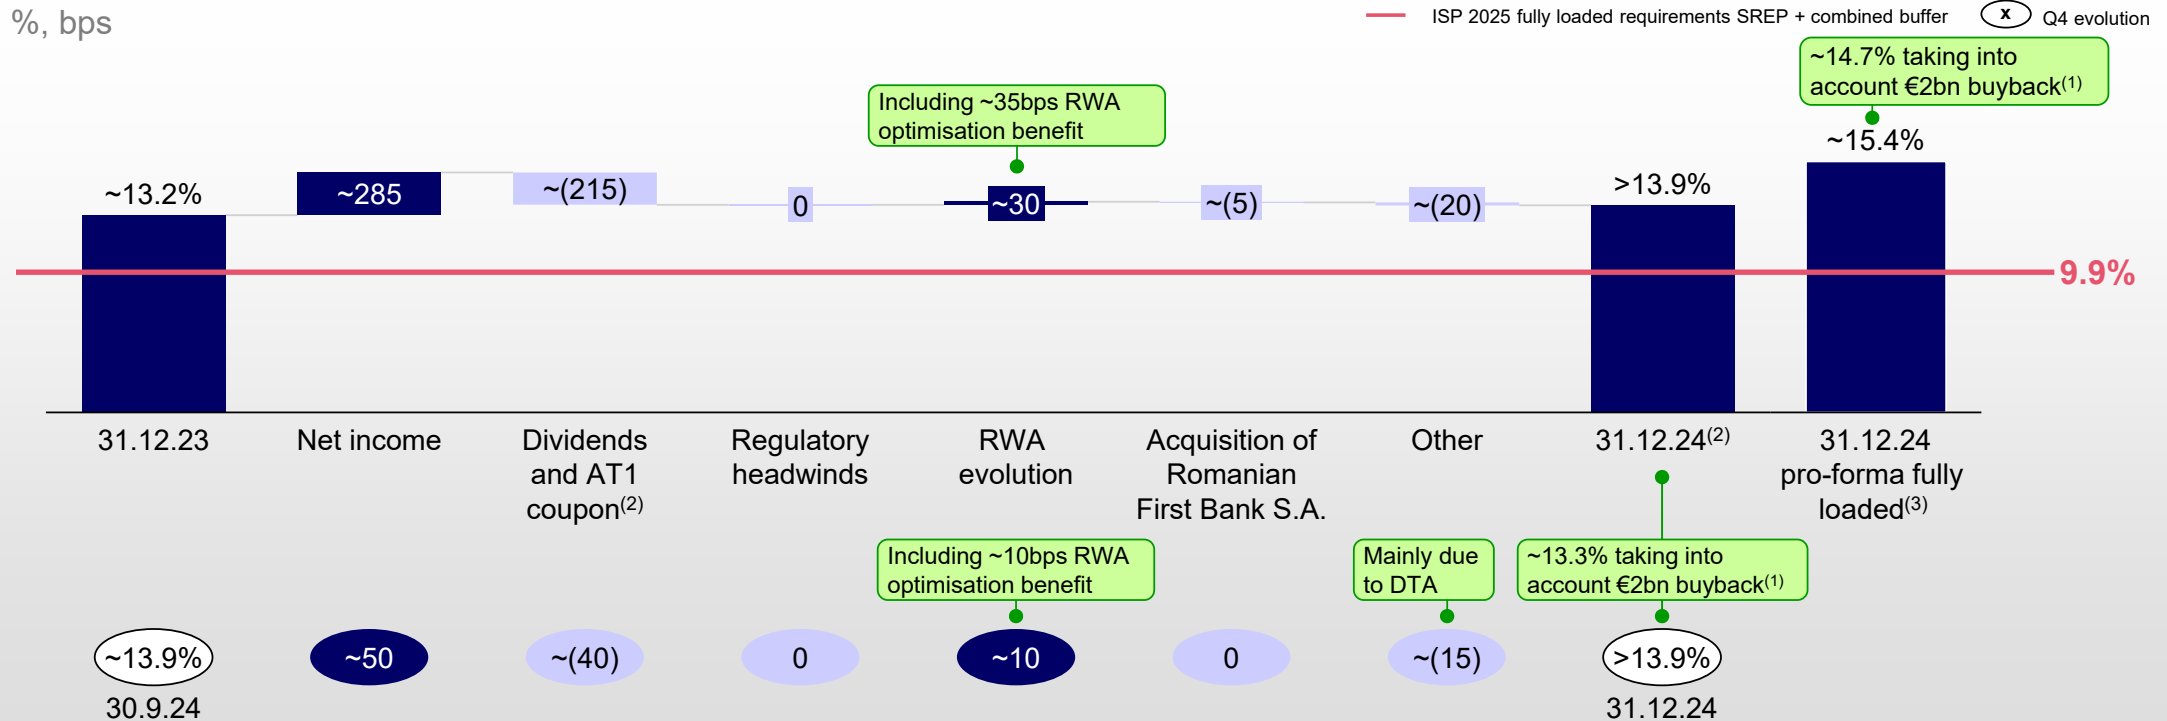 %, bps
ISP 2025 fully loaded requirements SREP + combined buffer
x
Q4 evolution
~14.7% taking into
account €2bn buyback(1)
Including ~35bps RWA
optimisation benefit
~13.2%
~285
~(215)
0
~30
~(5)
~(20)
>13.9%
~15.4%
9.9%
31.12.23
Net income
Dividends
and AT1
coupon(2)
Regulatory
headwinds
RWA
evolution
Acquisition of
Romanian
First Bank S.A.
Other
31.12.24(2)
31.12.24
pro-forma fully
loaded(3)
Including ~10bps RWA
optimisation benefit
Mainly due
to DTA
~13.3% taking into
account €2bn buyback(1)
~13.9%
~50
~(40)
0
~10
0
~(15)
>13.9%
30.9.24
31.12.24